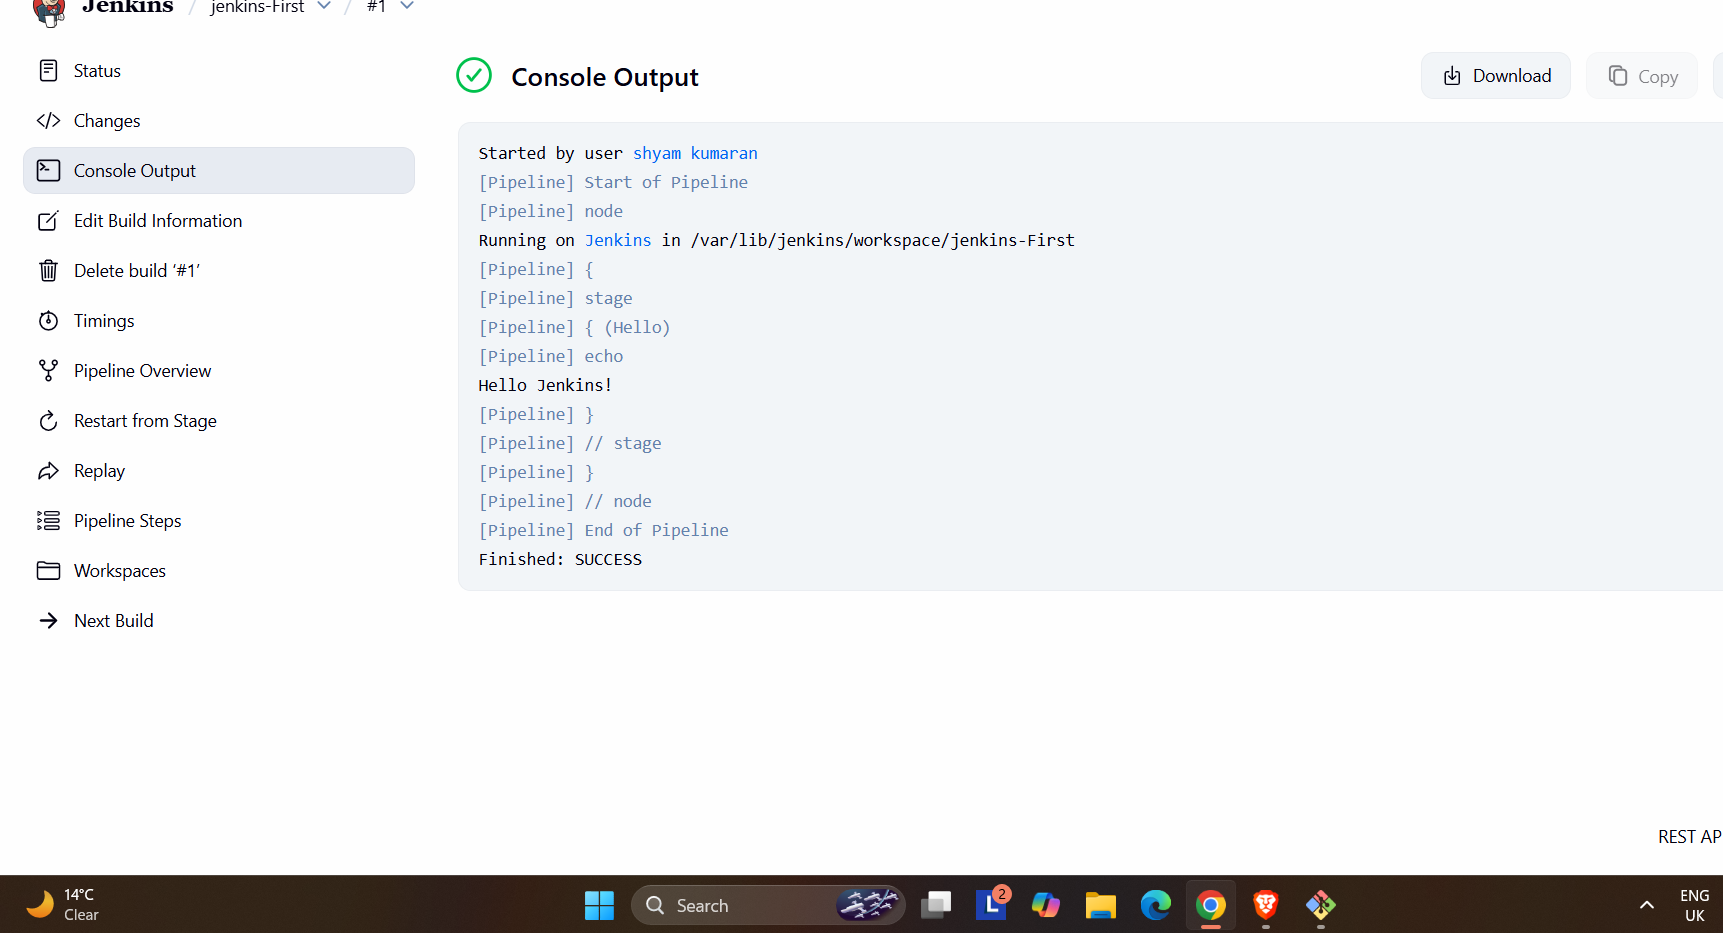 Jenkins / jenkins-First / #1
Status
Changes
Console Output
Edit Build Information
Delete build ‘#1’
Timings
Pipeline Overview
Restart from Stage
Replay
Pipeline Steps
Workspaces
Next Build
Console Output
Download
Copy
Started by user shyam kumaran
[Pipeline] Start of Pipeline
[Pipeline] node
Running on Jenkins in /var/lib/jenkins/workspace/jenkins-First
[Pipeline] {
[Pipeline] stage
[Pipeline] { (Hello)
[Pipeline] echo
Hello Jenkins!
[Pipeline] }
[Pipeline] // stage
[Pipeline] }
[Pipeline] // node
[Pipeline] End of Pipeline
Finished: SUCCESS
REST AP
14°C
Clear
Search
L
2
ENG
UK